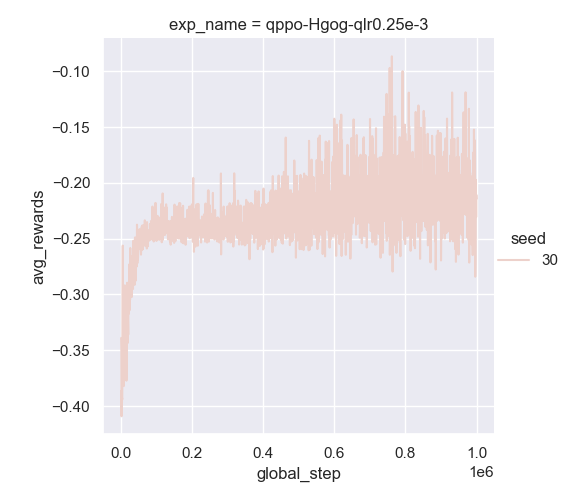 exp_name = qppo-Hgog-qlr0.25e-3
−0.10
−0.15
−0.20
−0.25
−0.30
−0.35
−0.40
avg_rewards
0.0 0.2 0.4 0.6 0.8 1.0
1e6
global_step
seed
30